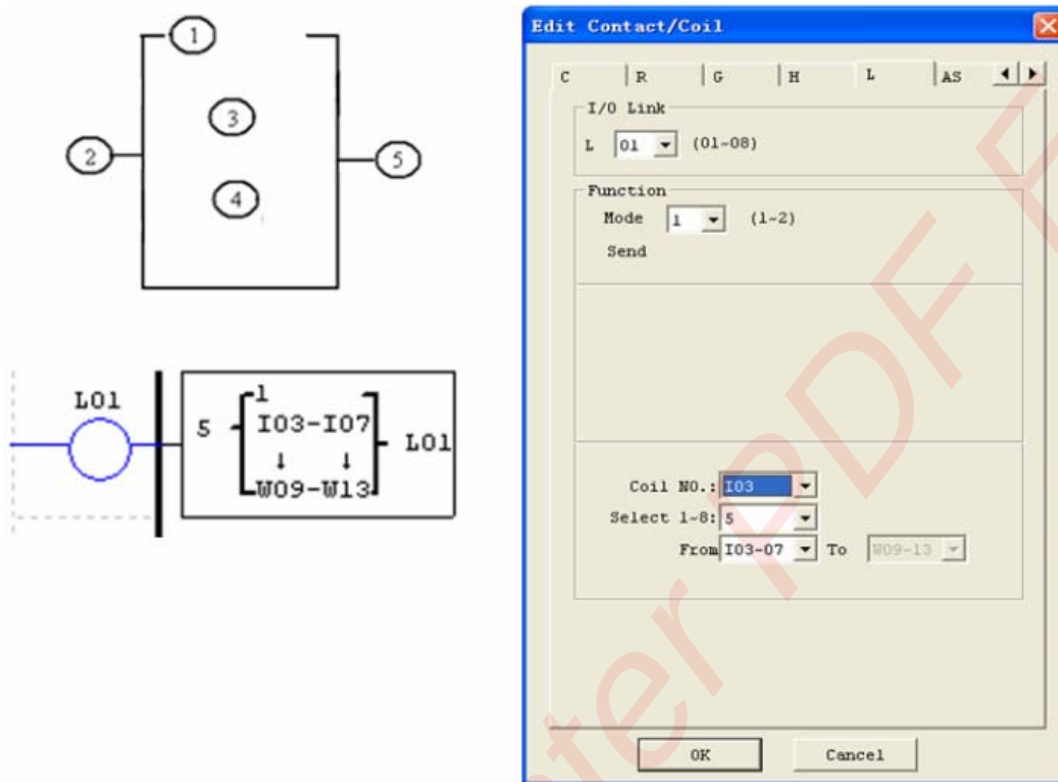 1
2
3
4
5
L01
5
1
I03-I07
↓ ↓
W09-W13
L01
Edit Contact/Coil
C R G H L AS
I/O Link
L 01 (01-08)
Function
Mode 1 (1~2)
Send
Coil NO.: I03
Select 1-8: 5
From I03-07 To W09-13
OK Cancel
ter PDF